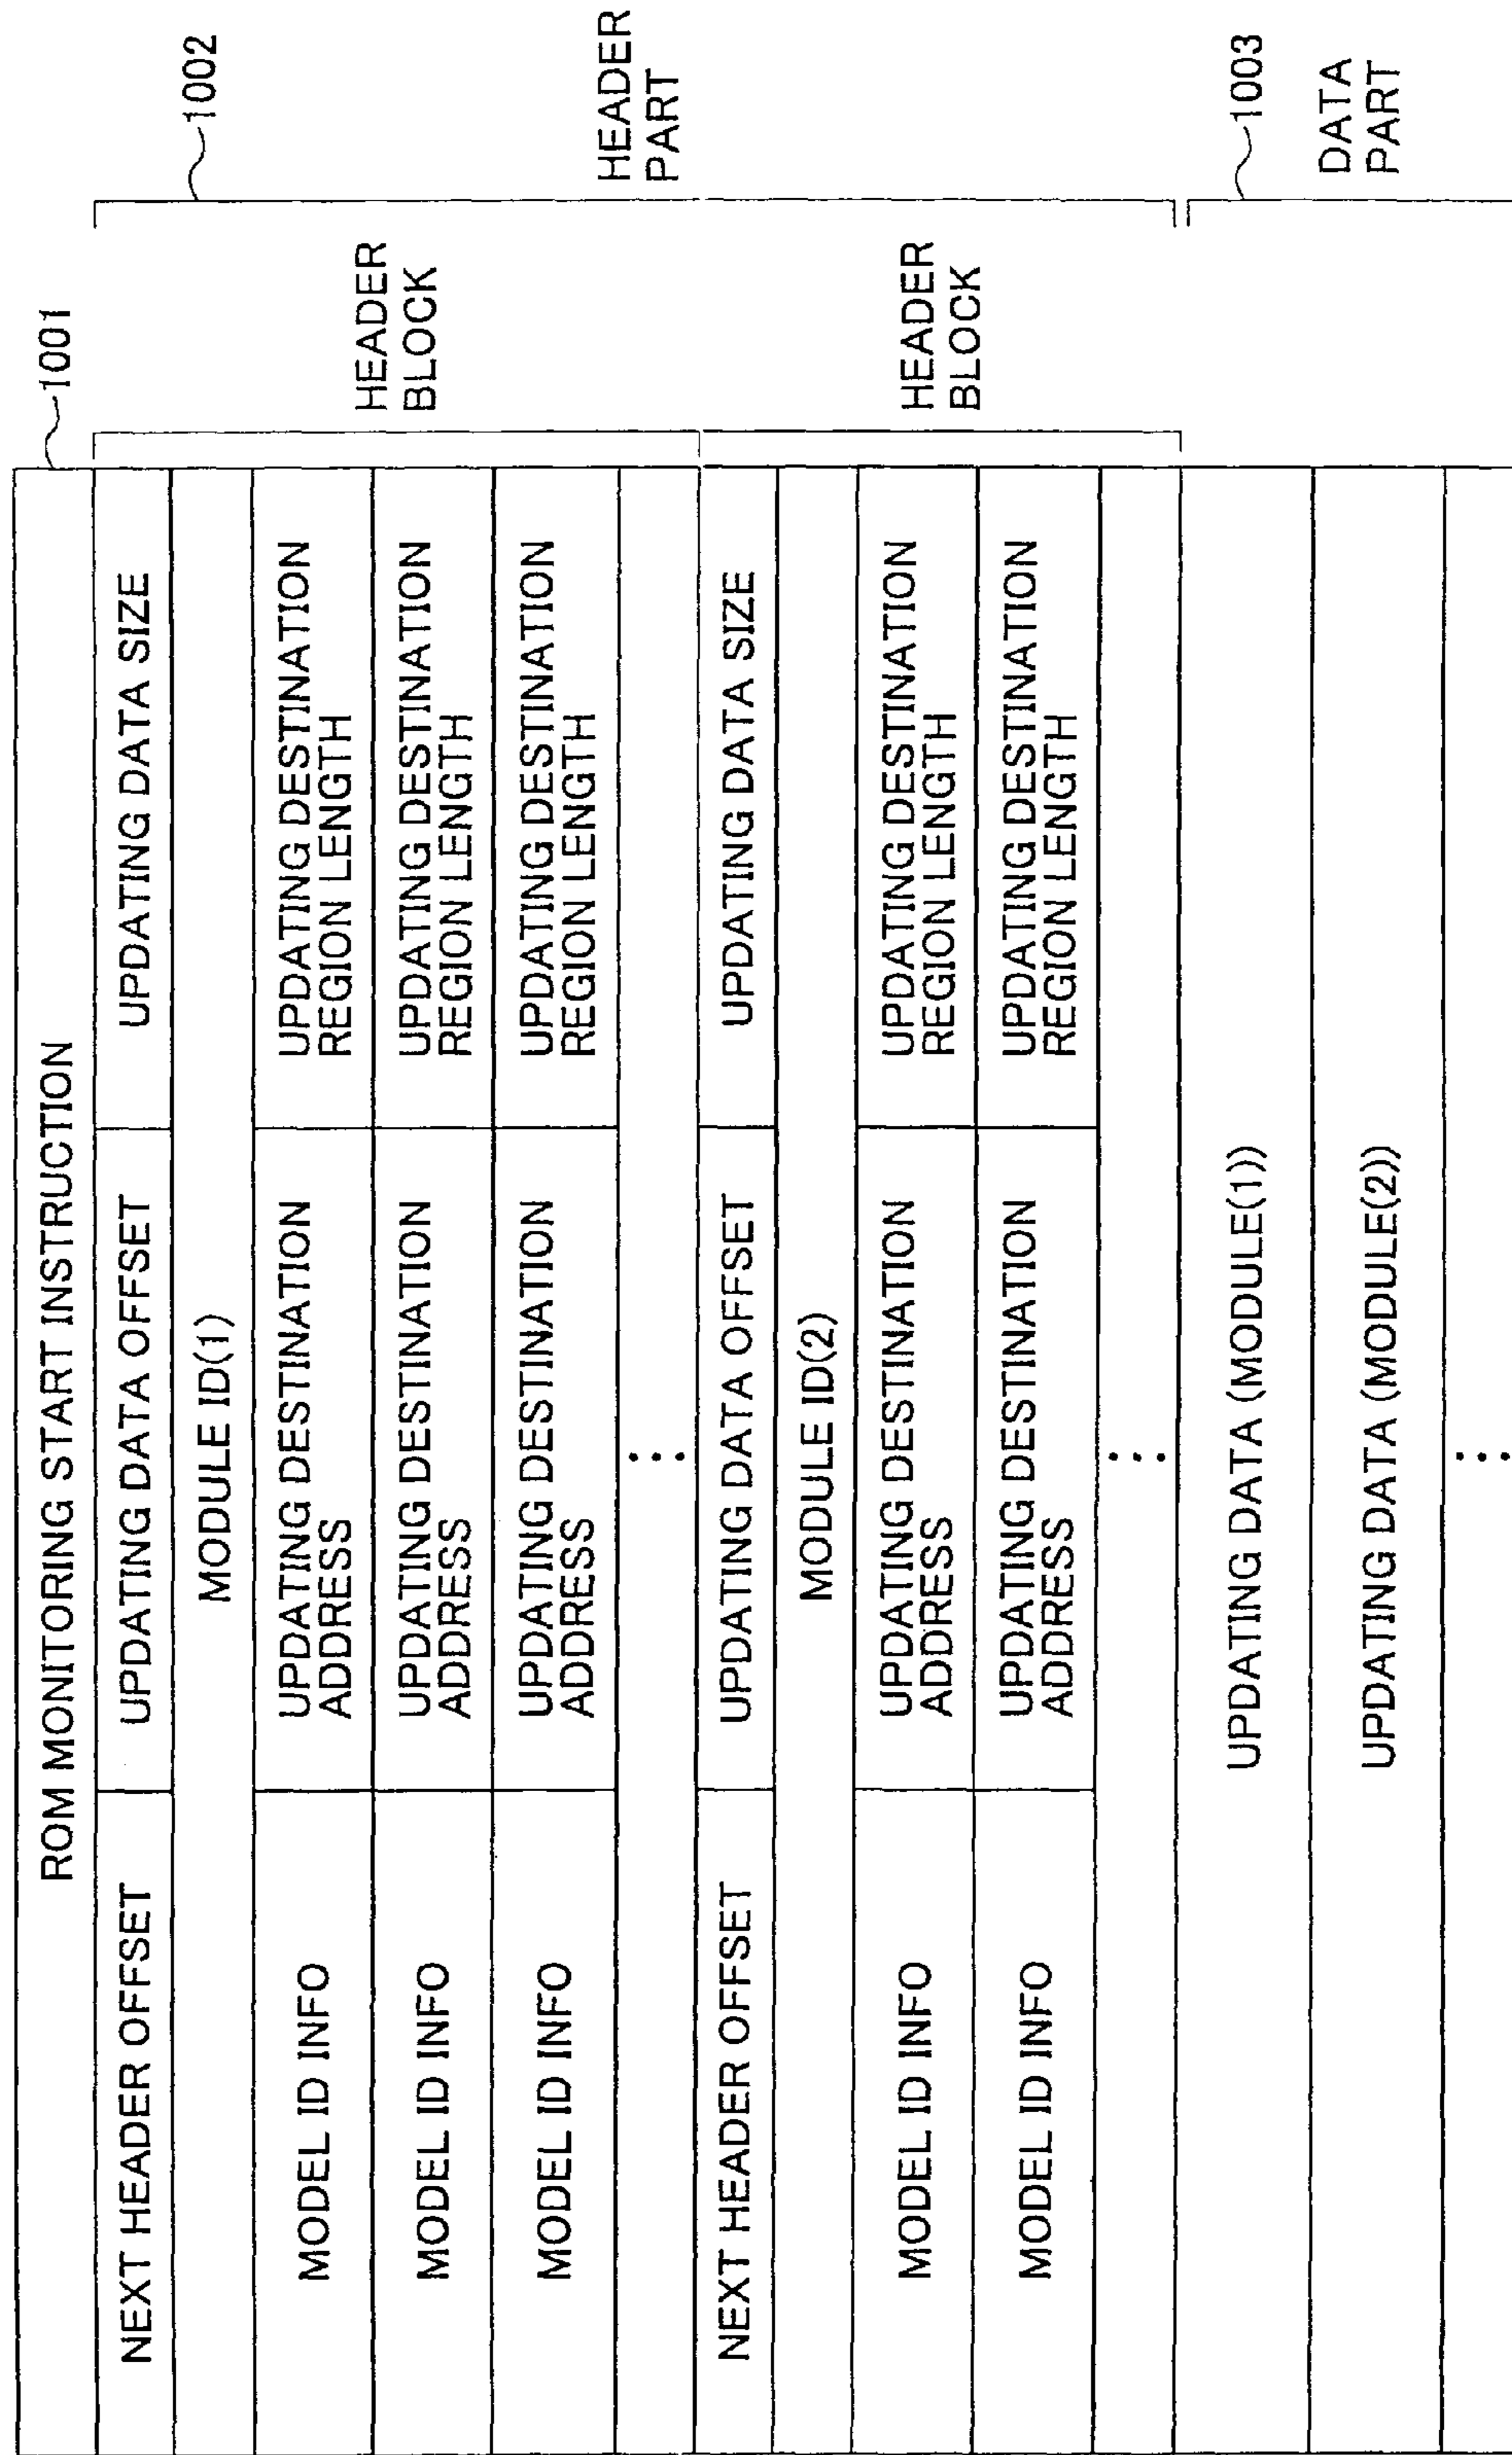 ROM MONITORING START INSTRUCTION
1001
NEXT HEADER OFFSET
UPDATING DATA OFFSET
UPDATING DATA SIZE
1002
MODULE ID(1)
MODEL ID INFO
UPDATING DESTINATION
ADDRESS
UPDATING DESTINATION
REGION LENGTH
HEADER
BLOCK
MODEL ID INFO
UPDATING DESTINATION
ADDRESS
UPDATING DESTINATION
REGION LENGTH
MODEL ID INFO
UPDATING DESTINATION
ADDRESS
UPDATING DESTINATION
REGION LENGTH
HEADER
PART
...
NEXT HEADER OFFSET
UPDATING DATA OFFSET
UPDATING DATA SIZE
MODULE ID(2)
MODEL ID INFO
UPDATING DESTINATION
ADDRESS
UPDATING DESTINATION
REGION LENGTH
HEADER
BLOCK
MODEL ID INFO
UPDATING DESTINATION
ADDRESS
UPDATING DESTINATION
REGION LENGTH
...
UPDATING DATA (MODULE(1))
1003
UPDATING DATA (MODULE(2))
DATA
PART
...